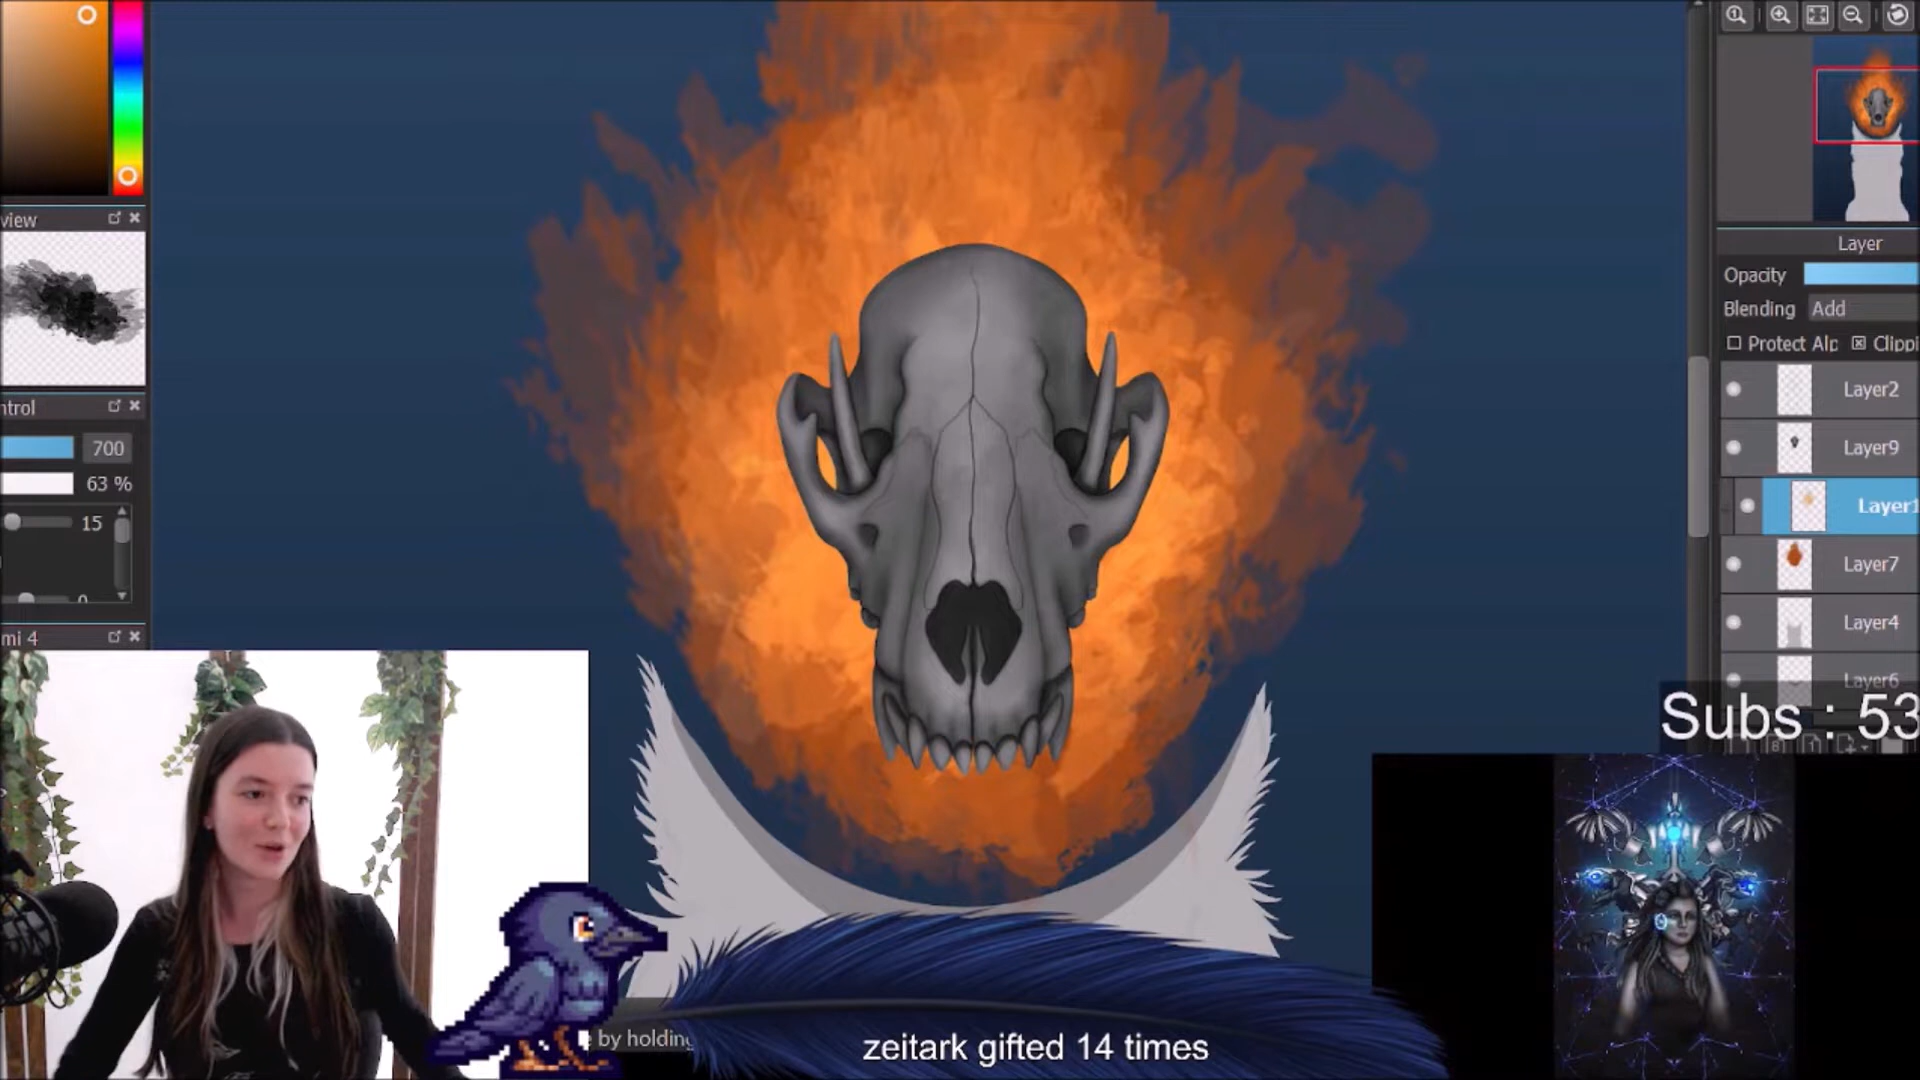 view
ntrol
700
63 %
15
0
mi 4
Layer
Opacity
Blending Add
Protect Alp Clippi
Layer2
Layer9
Layer1
Layer7
Layer4
Layer6
Subs : 53
e by holding
zeitark gifted 14 times